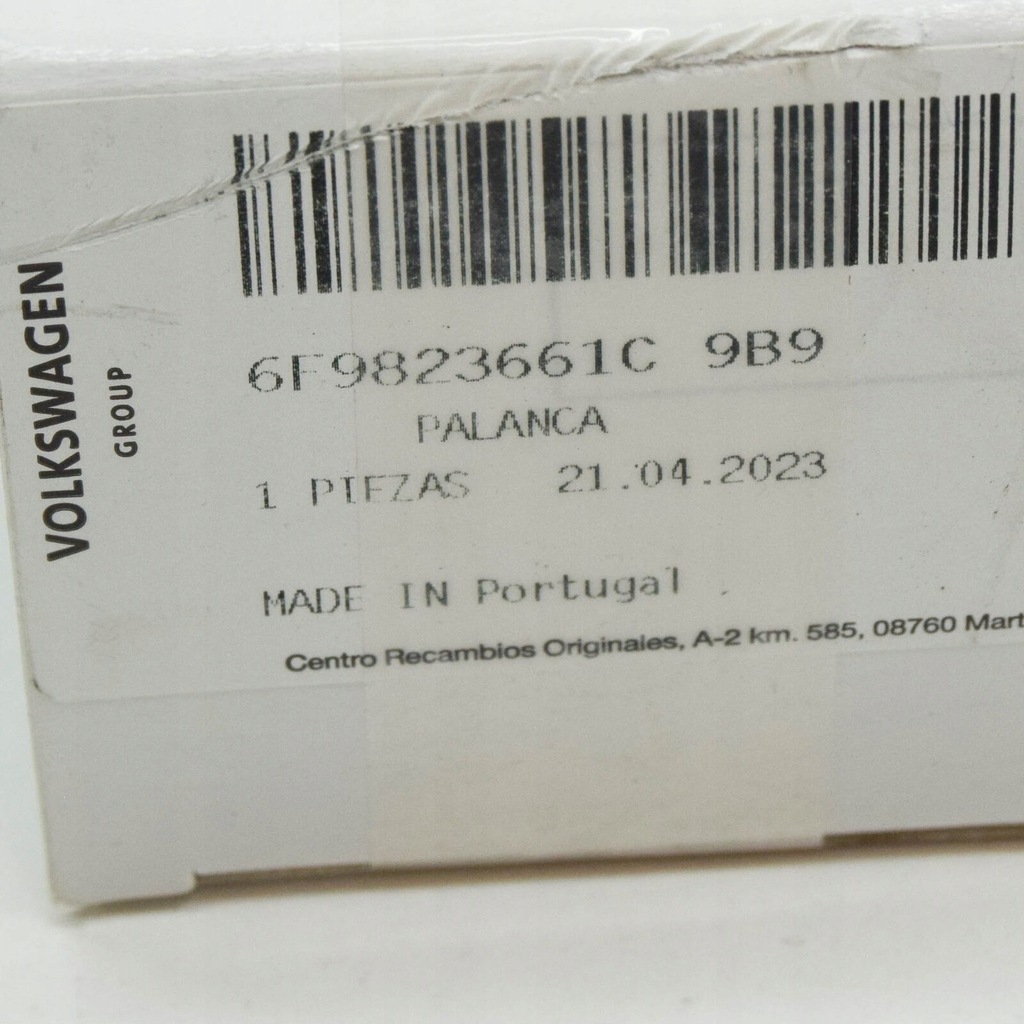 VOLKSWAGEN
GROUP
6F9823661C 9B9
PALANCA
1 PIEZAS 21.04.2023
MADE IN Portugal
Centro Recambios Originales, A-2 km. 585, 08760 Mart